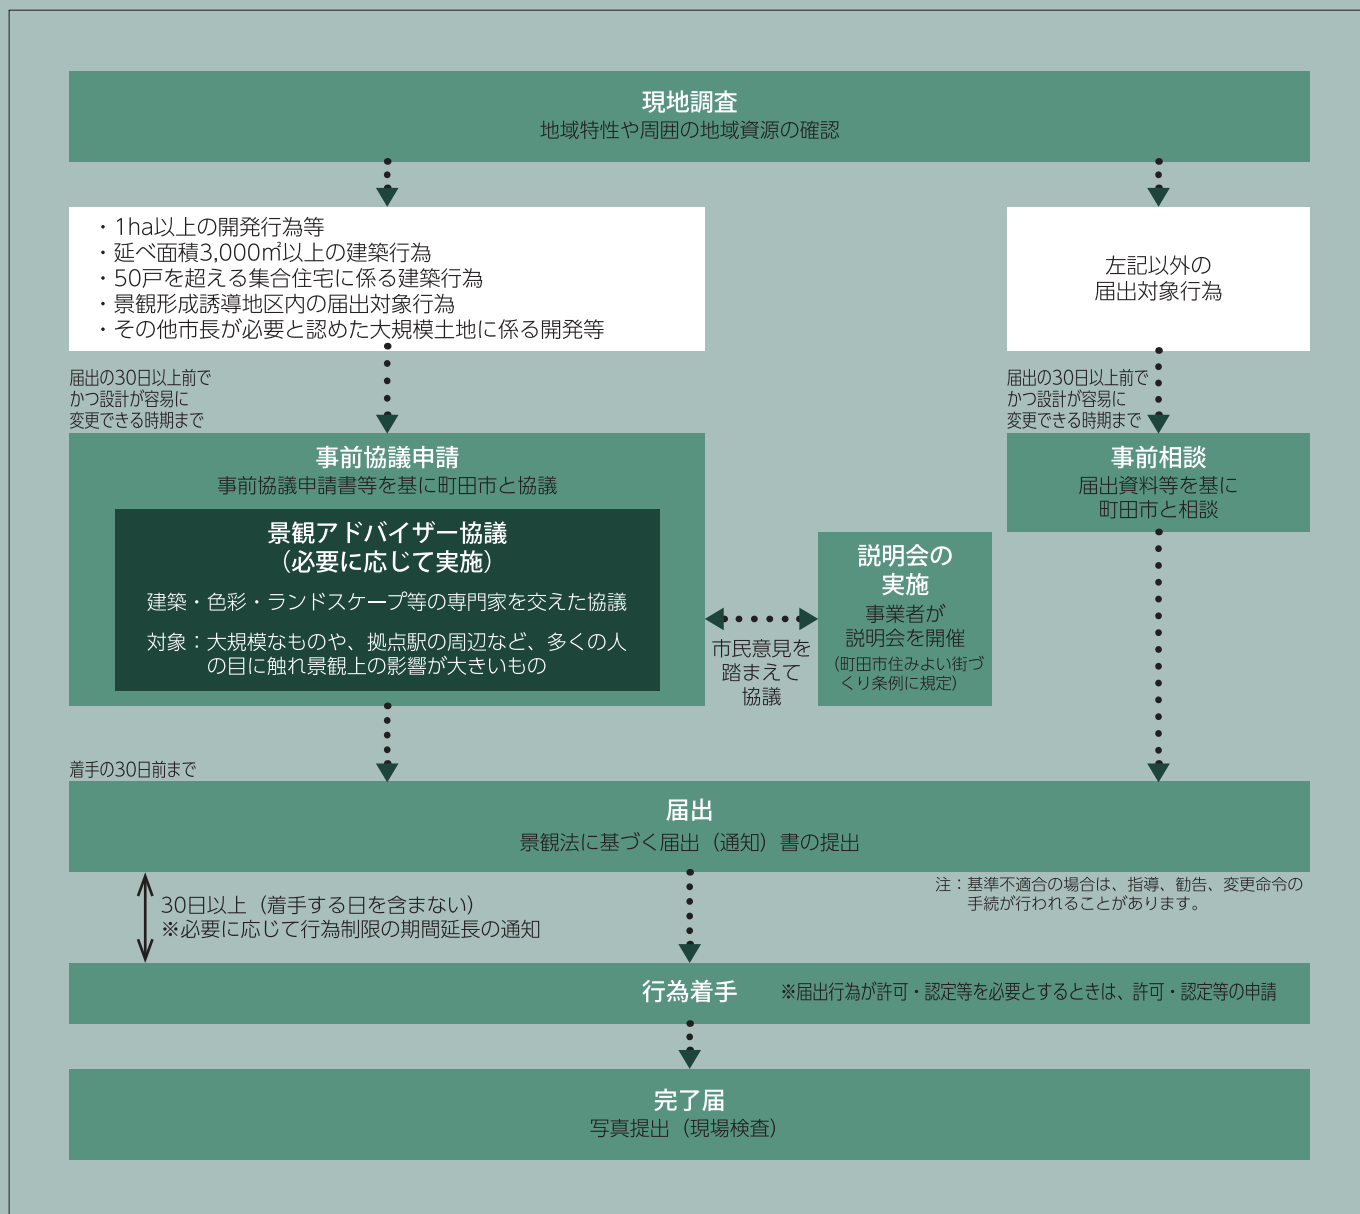 現地調査
地域特性や周囲の地域資源の確認
・1ha以上の開発行為等
・延べ面積3,000㎡以上の建築行為
・50戸を超える集合住宅に係る建築行為
・景観形成誘導地区内の届出対象行為
・その他市長が必要と認めた大規模土地に係る開発等
左記以外の
届出対象行為
届出の30日以上前で
かつ設計が容易に
変更できる時期まで
届出の30日以上前で
かつ設計が容易に
変更できる時期まで
事前協議申請
事前協議申請書等を基に町田市と協議
景観アドバイザー協議
（必要に応じて実施）
建築・色彩・ランドスケープ等の専門家を交えた協議
対象：大規模なものや、拠点駅の周辺など、多くの人
の目に触れ景観上の影響が大きいもの
市民意見を
踏まえて
協議
説明会の
実施
事業者が
説明会を開催
（町田市住みよい街づ
くり条例に規定）
事前相談
届出資料等を基に
町田市と相談
着手の30日前まで
届出
景観法に基づく届出（通知）書の提出
注：基準不適合の場合は、指導、勧告、変更命令の
手続が行われることがあります。
30日以上（着手する日を含まない）
※必要に応じて行為制限の期間延長の通知
行為着手
※届出行為が許可・認定等を必要とするときは、許可・認定等の申請
完了届
写真提出（現場検査）